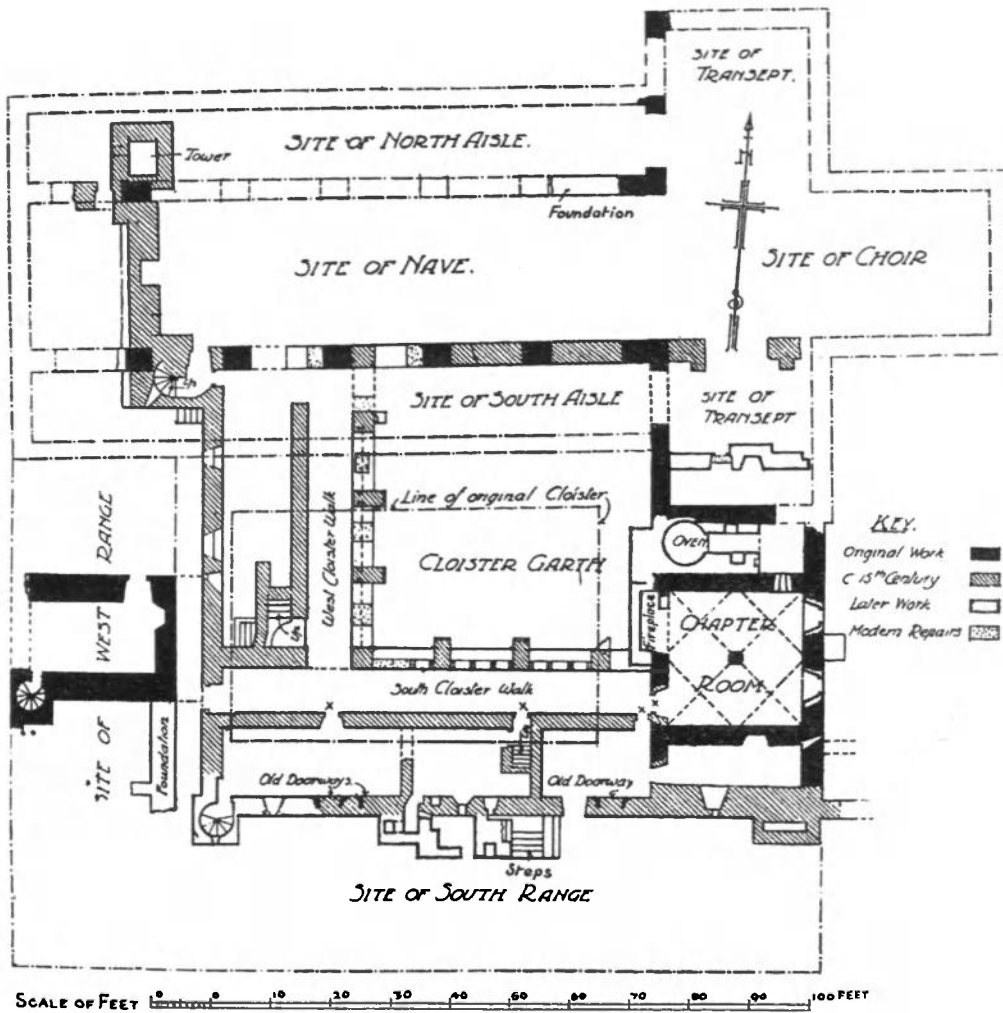 SITE OF
TRANSEPT.
SITE OF NORTH AISLE.
Tower
Foundation
N
SITE OF NAVE.
SITE OF CHOIR
SITE OF SOUTH AISLE
SITE OF
TRANSEPT
Line of original Cloister
West Cloister Walk
CLOISTER GARTH
OVEN
KEY.
Original Work
C 15th Century
Later Work
Modern Repairs
Fireplace
CHAPTER
ROOM.
SITE OF WEST RANGE
Foundation
South Cloister Walk
Old Doorways
Old Doorway
Steps
SITE OF SOUTH RANGE
SCALE OF FEET 10 0 10 20 30 40 50 60 70 80 90 100 FEET